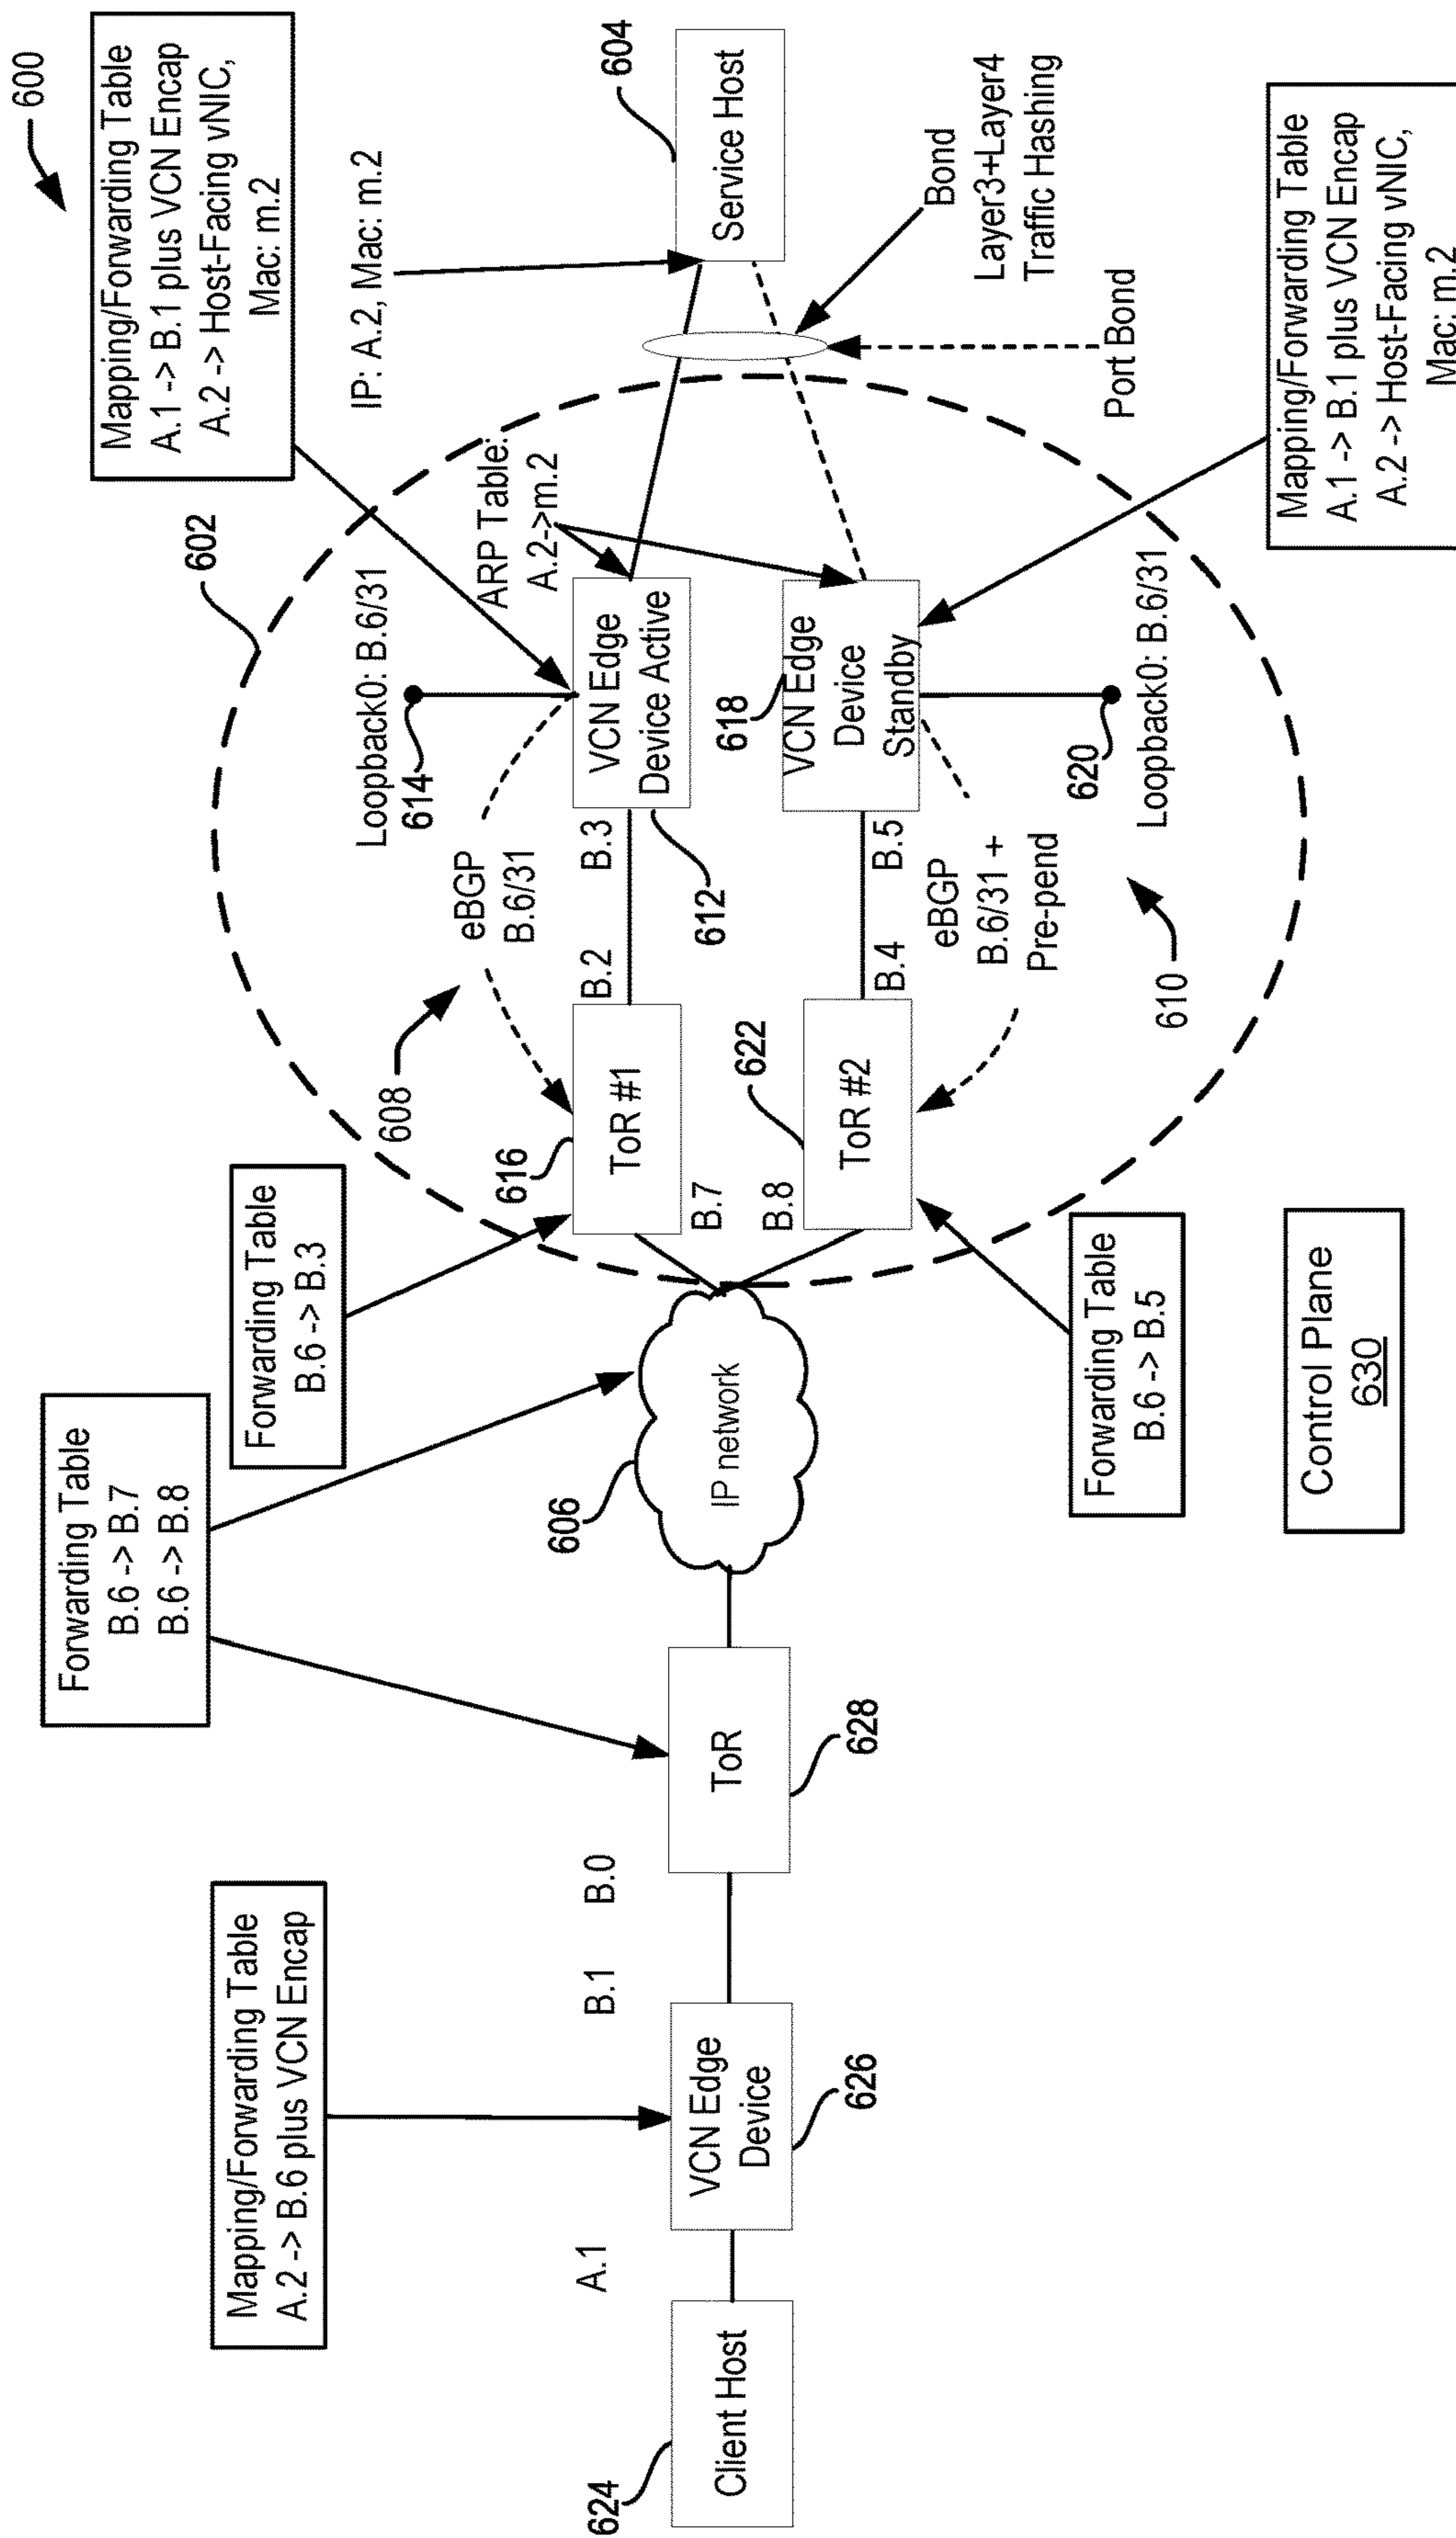 600
Mapping/Forwarding Table
A.2 -> B.6 plus VCN Encap
Forwarding Table
B.6 -> B.7
B.6 -> B.8
Forwarding Table
B.6 -> B.3
602
Mapping/Forwarding Table
A.1 -> B.1 plus VCN Encap
A.2 -> Host-Facing vNIC,
Mac: m.2
IP: A.2, Mac: m.2
Loopback0: B.6/31
614
608
eBGP
B.6/31
ARP Table:
A.2->m.2
624
Client Host
A.1
VCN Edge
Device
626
B.1
B.0
ToR
628
606
IP network
616
ToR #1
B.7
B.2
B.3
VCN Edge
Device Active
612
604
Service Host
B.8
622
ToR #2
B.4
B.5
618
VCN Edge
Device
Standby
eBGP
B.6/31 +
Pre-pend
620
Loopback0: B.6/31
610
Bond
Layer3+Layer4
Traffic Hashing
Port Bond
Forwarding Table
B.6 -> B.5
Mapping/Forwarding Table
A.1 -> B.1 plus VCN Encap
A.2 -> Host-Facing vNIC,
Mac: m.2
Control Plane
630